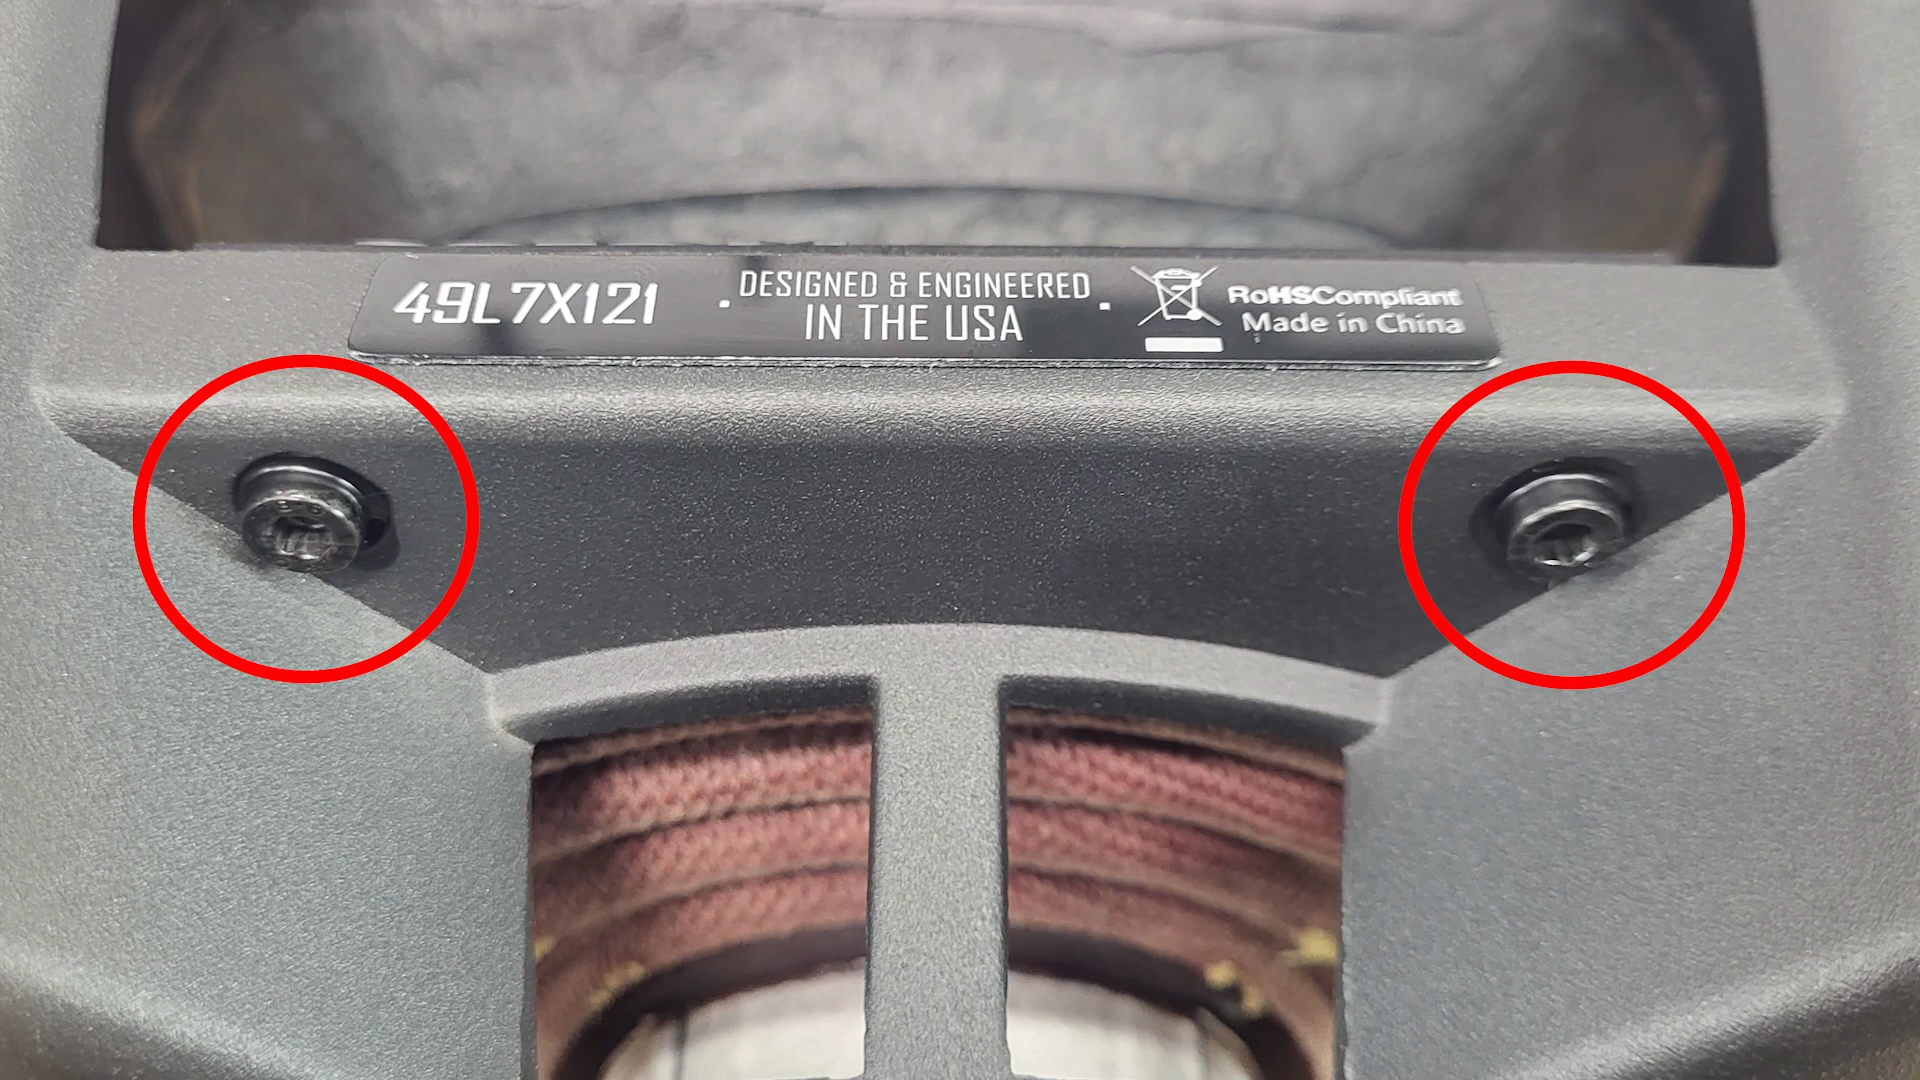 49L7X121
DESIGNED & ENGINEERED
IN THE USA
RoHSCompliant
Made in China